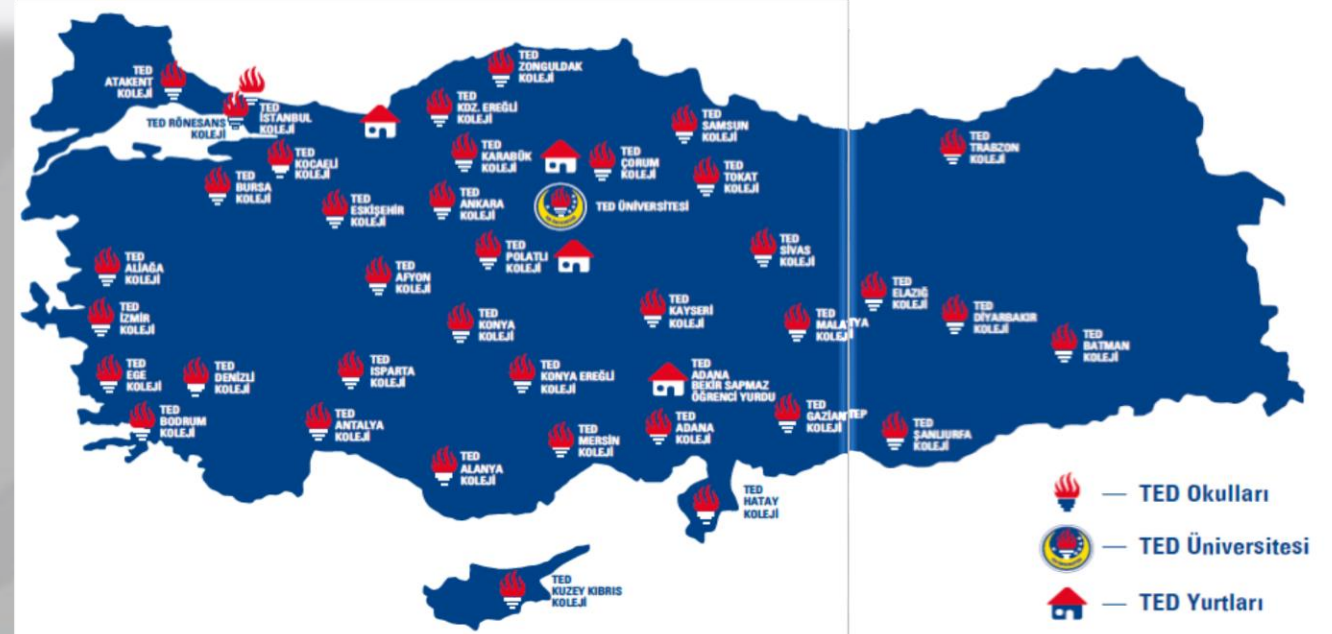 TED
ATAKENT
KOLEJİ
TED RÖNESANS
KOLEJİ
TED
İSTANBUL
KOLEJİ
TED
ZONGULDAK
KOLEJİ
TED
KDZ. EREĞLİ
KOLEJİ
TED
SAMSUN
KOLEJİ
TED
TRABZON
KOLEJİ
TED
KOCAELİ
KOLEJİ
TED
KARABÜK
KOLEJİ
TED
ÇORUM
KOLEJİ
TED
TOKAT
KOLEJİ
TED
BURSA
KOLEJİ
TED
ESKİŞEHİR
KOLEJİ
TED
ANKARA
KOLEJİ
TED ÜNİVERSİTESİ
TED
POLATLI
KOLEJİ
TED
SİVAS
KOLEJİ
TED
ALİAĞA
KOLEJİ
TED
AFYON
KOLEJİ
TED
ELAZIĞ
KOLEJİ
TED
İZMİR
KOLEJİ
TED
KONYA
KOLEJİ
TED
KAYSERİ
KOLEJİ
TED
MALATYA
KOLEJİ
TED
DİYARBAKIR
KOLEJİ
TED
BATMAN
KOLEJİ
TED
EGE
KOLEJİ
TED
DENİZLİ
KOLEJİ
TED
ISPARTA
KOLEJİ
TED
KONYA EREĞLİ
KOLEJİ
TED
ADANA
BEKİR SAPMAZ
ÖĞRENCİ YURDU
TED
BODRUM
KOLEJİ
TED
ANTALYA
KOLEJİ
TED
MERSİN
KOLEJİ
TED
ADANA
KOLEJİ
TED
GAZİANTEP
KOLEJİ
TED
ŞANLIURFA
KOLEJİ
TED
ALANYA
KOLEJİ
TED
HATAY
KOLEJİ
TED
KUZEY KIBRIS
KOLEJİ
— TED Okulları
— TED Üniversitesi
— TED Yurtları